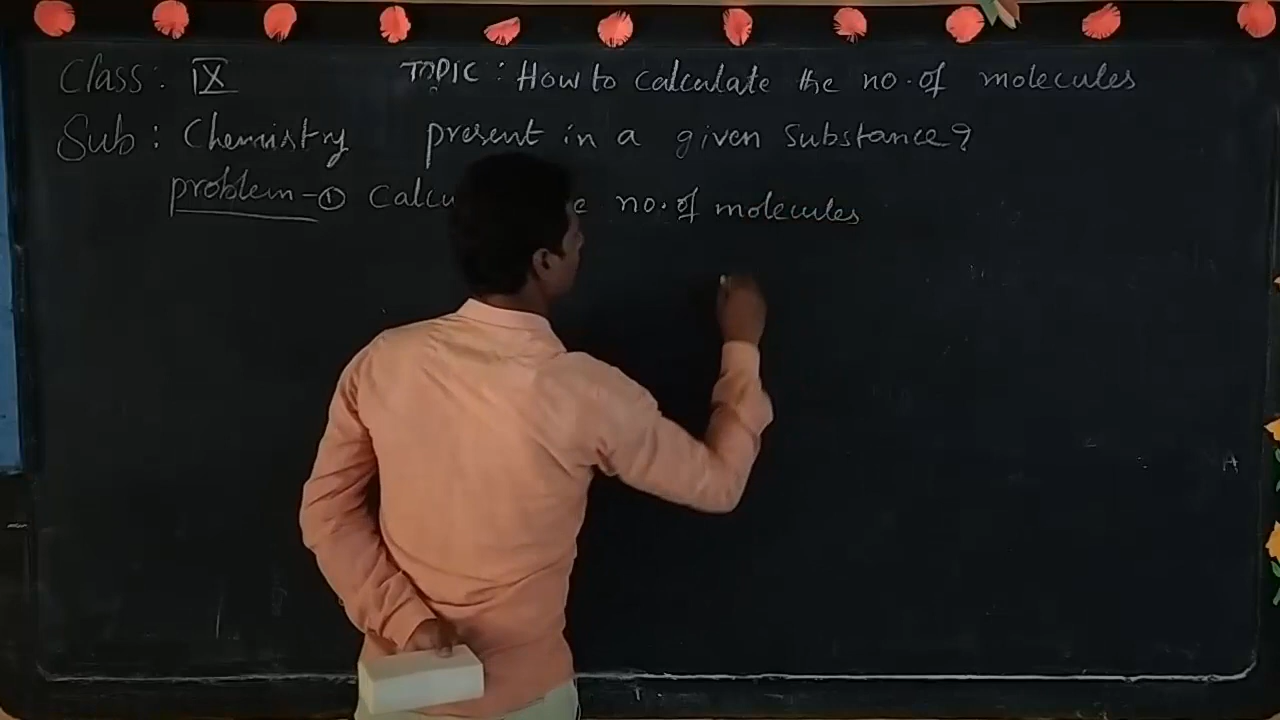 Class: IX TOPIC: How to calculate the no. of molecules
Sub: Chemistry present in a given substance?
problem-① Calcu no. of molecules